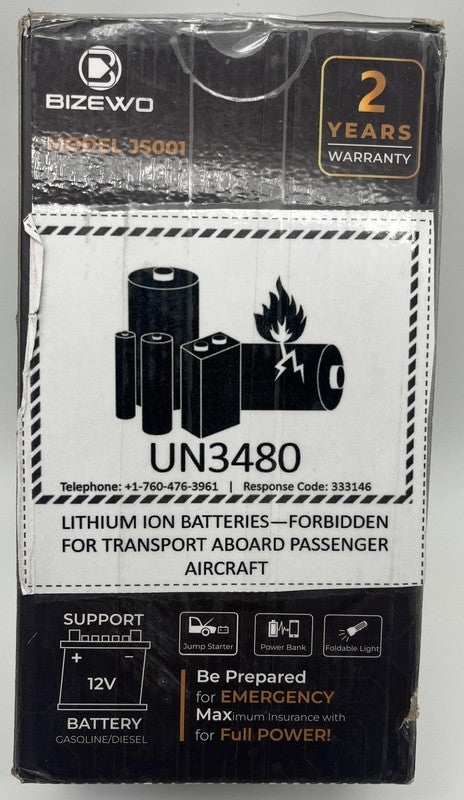 BIZEWO
MODEL JS001
2
YEARS
WARRANTY
UN3480
Telephone: +1-760-476-3961 | Response Code: 333146
LITHIUM ION BATTERIES—FORBIDDEN
FOR TRANSPORT ABOARD PASSENGER
AIRCRAFT
SUPPORT
+ −
12V
BATTERY
GASOLINE/DIESEL
Jump Starter
Power Bank
Foldable Light
Be Prepared
for EMERGENCY
Maximum Insurance with
for Full POWER!